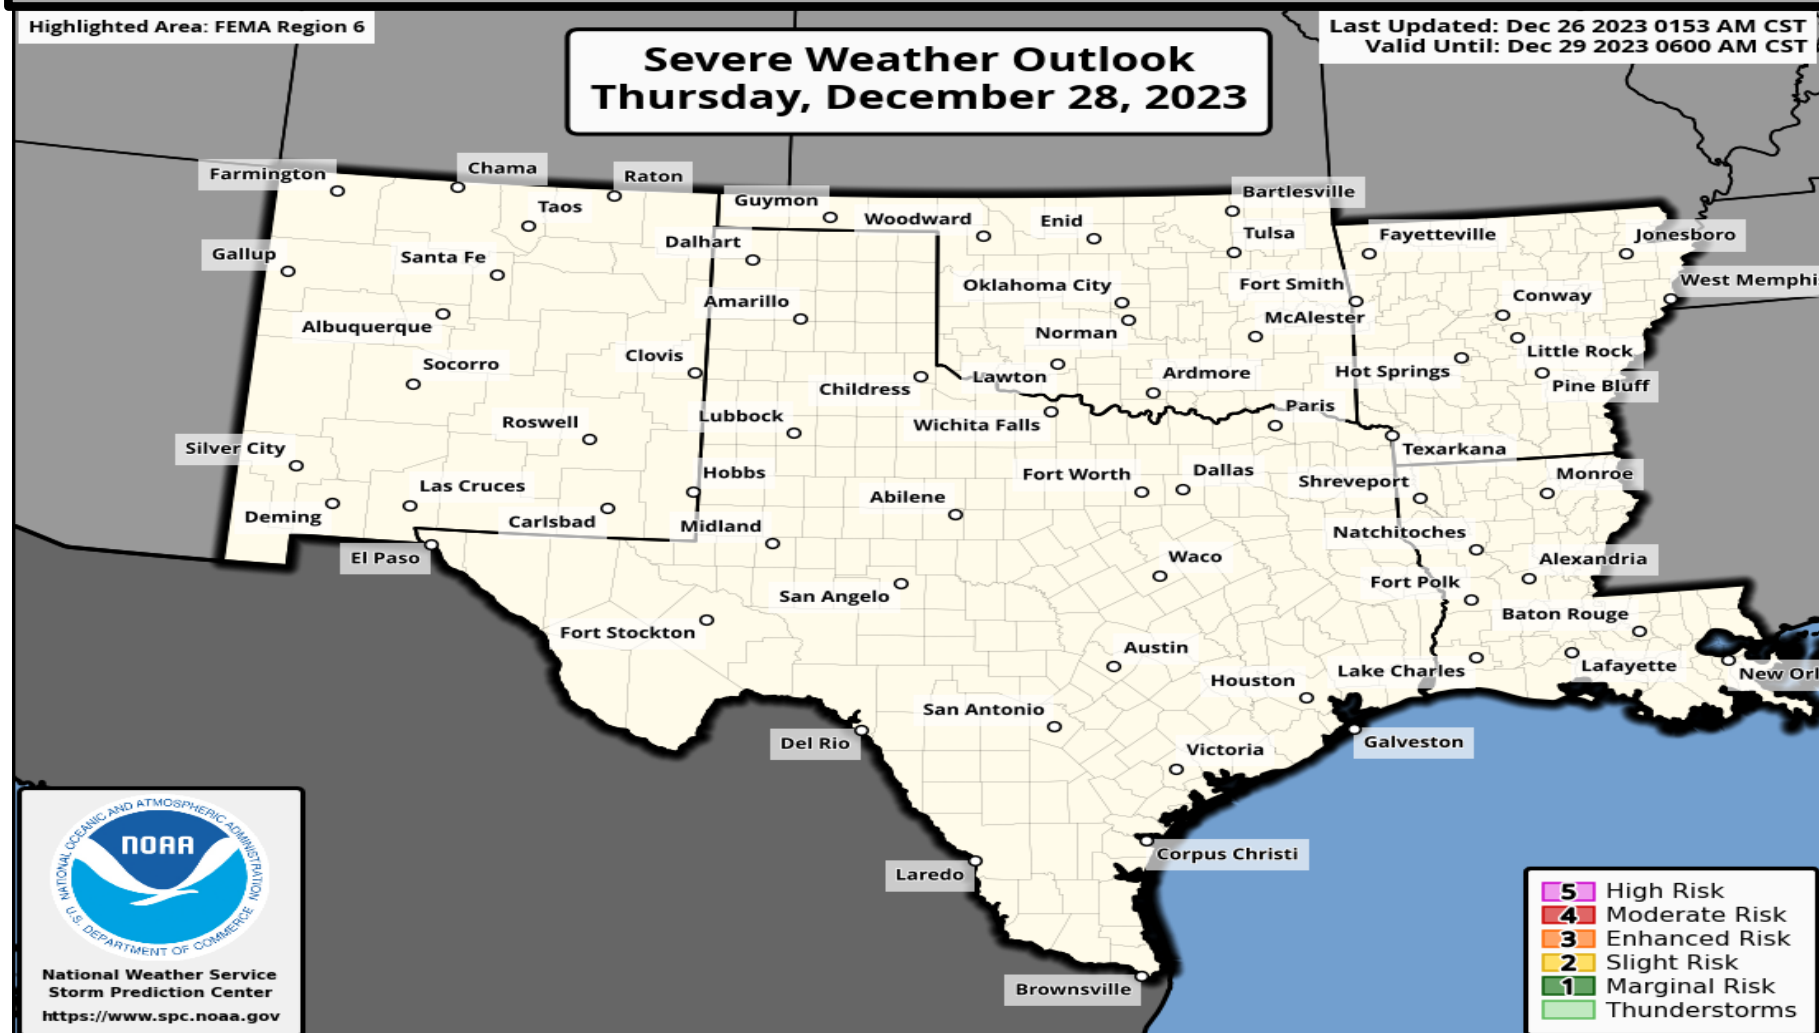 Highlighted Area: FEMA Region 6
Severe Weather Outlook
Thursday, December 28, 2023
Last Updated: Dec 26 2023 0153 AM CST
Valid Until: Dec 29 2023 0600 AM CST
Farmington
Chama
Raton
Taos
Guymon
Woodward
Enid
Bartlesville
Gallup
Santa Fe
Dalhart
Tulsa
Fayetteville
Jonesboro
Albuquerque
Amarillo
Oklahoma City
Fort Smith
Conway
West Memphi
Socorro
Clovis
Norman
McAlester
Little Rock
Childress
Lawton
Ardmore
Hot Springs
Pine Bluff
Roswell
Lubbock
Wichita Falls
Paris
Silver City
Texarkana
Las Cruces
Hobbs
Abilene
Fort Worth
Dallas
Shreveport
Monroe
Deming
Carlsbad
Midland
Natchitoches
El Paso
Waco
Alexandria
San Angelo
Fort Polk
Fort Stockton
Baton Rouge
Austin
Houston
Lake Charles
Lafayette
New Orl
San Antonio
Del Rio
Victoria
Galveston
Corpus Christi
Laredo
Brownsville
NATIONAL OCEANIC AND ATMOSPHERIC ADMINISTRATION
NOAA
U.S. DEPARTMENT OF COMMERCE
National Weather Service
Storm Prediction Center
https://www.spc.noaa.gov
5 High Risk
4 Moderate Risk
3 Enhanced Risk
2 Slight Risk
1 Marginal Risk
Thunderstorms